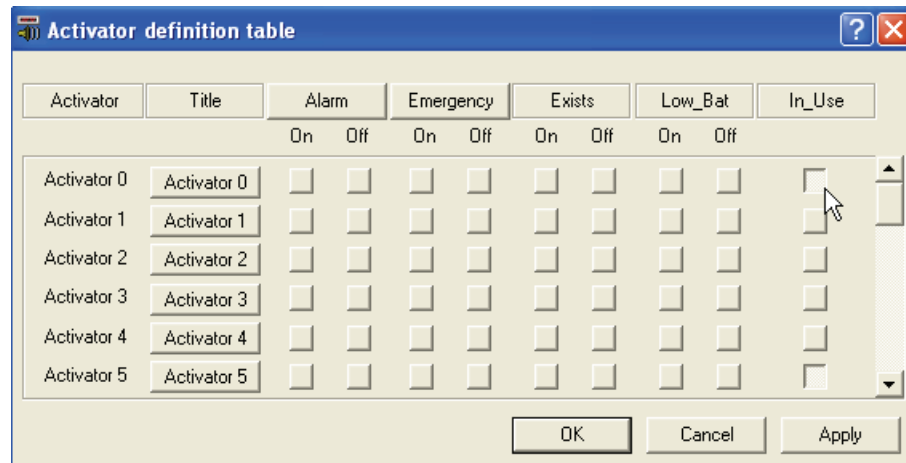 Activator definition table
Activator Title Alarm Emergency Exists Low_Bat In_Use
On Off On Off On Off On Off
Activator 0 Activator 0
Activator 1 Activator 1
Activator 2 Activator 2
Activator 3 Activator 3
Activator 4 Activator 4
Activator 5 Activator 5
OK Cancel Apply